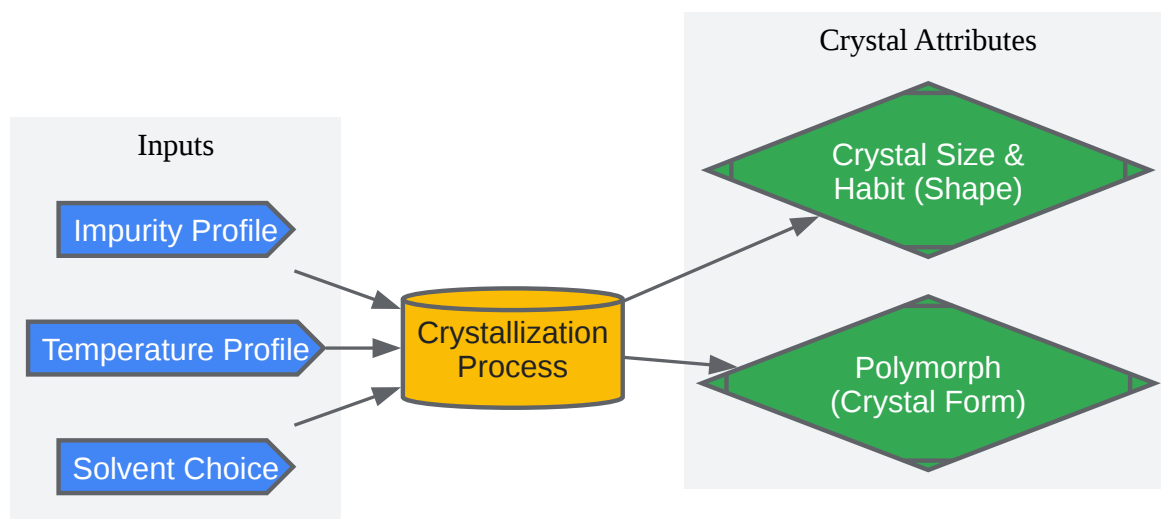 Inputs
Impurity Profile
Temperature Profile
Solvent Choice
Crystallization
Process
Crystal Attributes
Crystal Size &
Habit (Shape)
Polymorph
(Crystal Form)